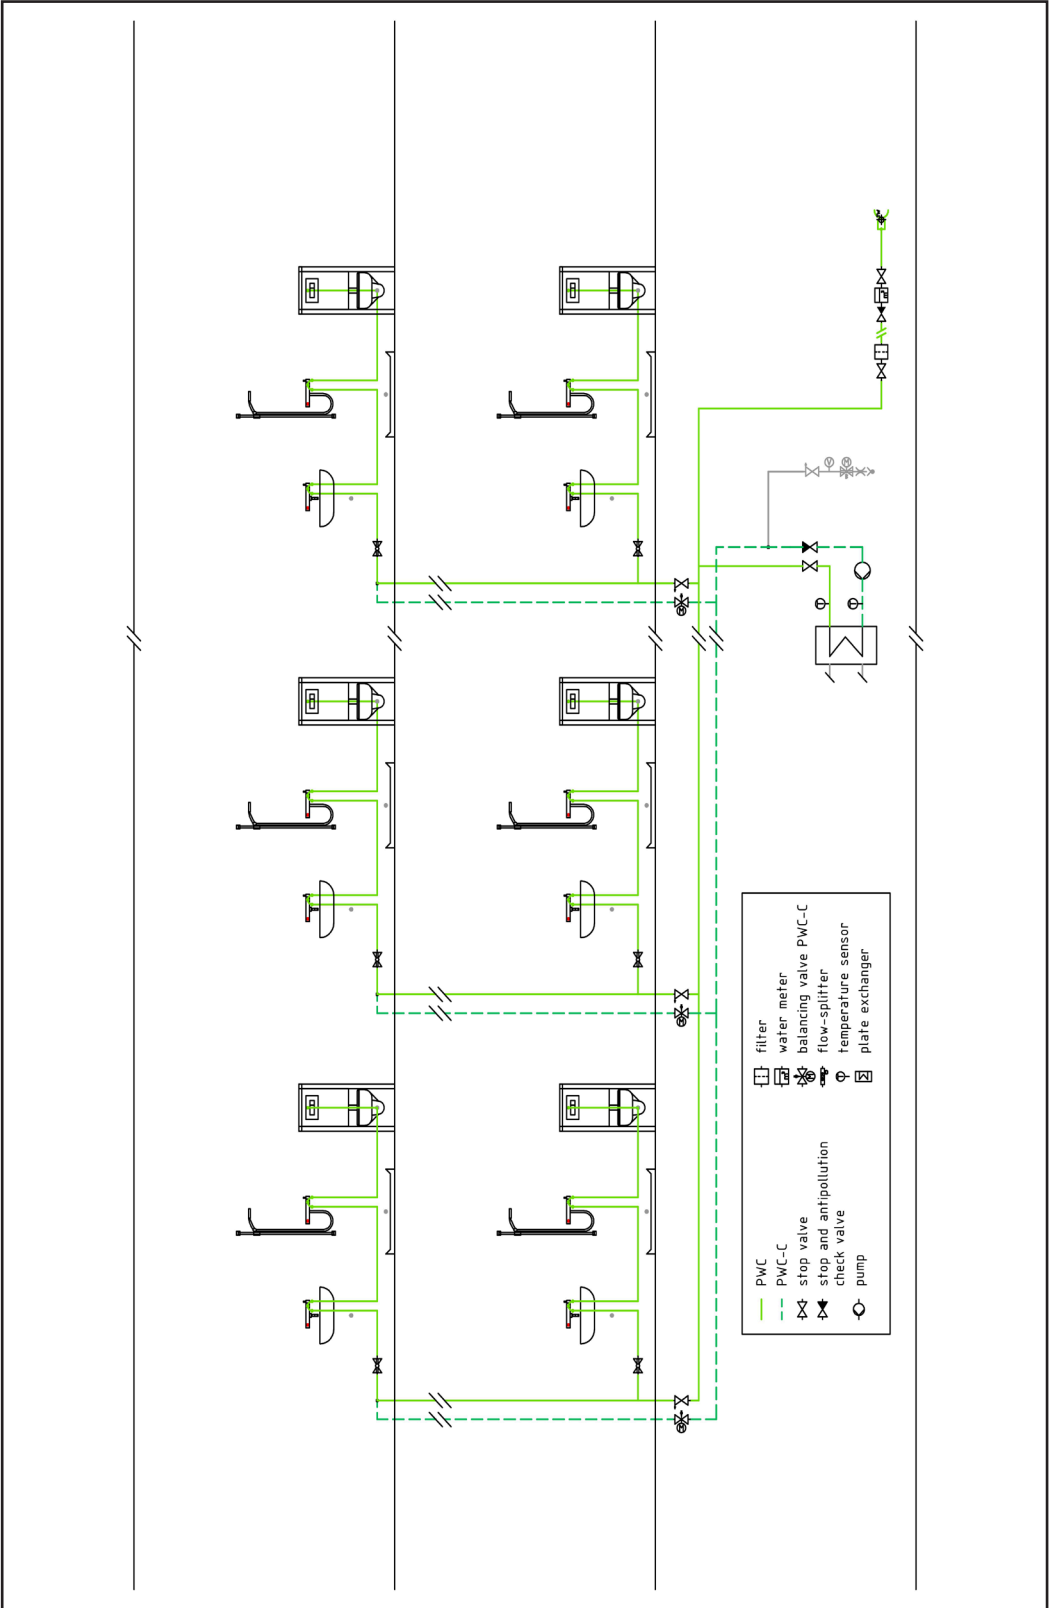 PWC
PWC-C
stop valve
stop and antipollution
check valve
pump
filter
water meter
balancing valve PWC-C
flow-splitter
temperature sensor
plate exchanger